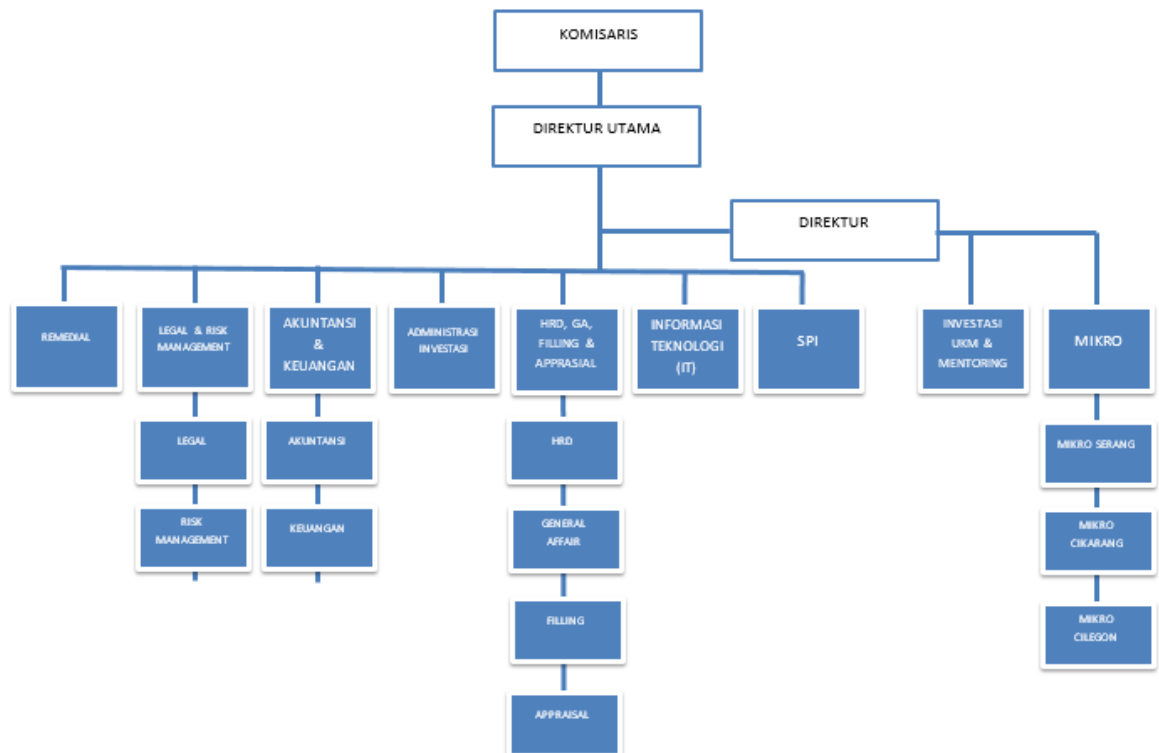 KOMISARIS
DIREKTUR UTAMA
DIREKTUR
REMEDIAL
LEGAL & RISK
MANAGEMENT
AKUNTANSI
&
KEUANGAN
ADMINISTRASI
INVESTASI
HRD, GA,
FILLING &
APPRASIAL
INFORMASI
TEKNOLOGI
(IT)
SPI
INVESTASI
UKM &
MENTORING
MIKRO
LEGAL
AKUNTANSI
HRD
MIKRO SERANG
RISK
MANAGEMENT
KEUANGAN
GENERAL
AFFAIR
MIKRO
CIKARANG
FILLING
MIKRO
CILEGON
APPRAISAL